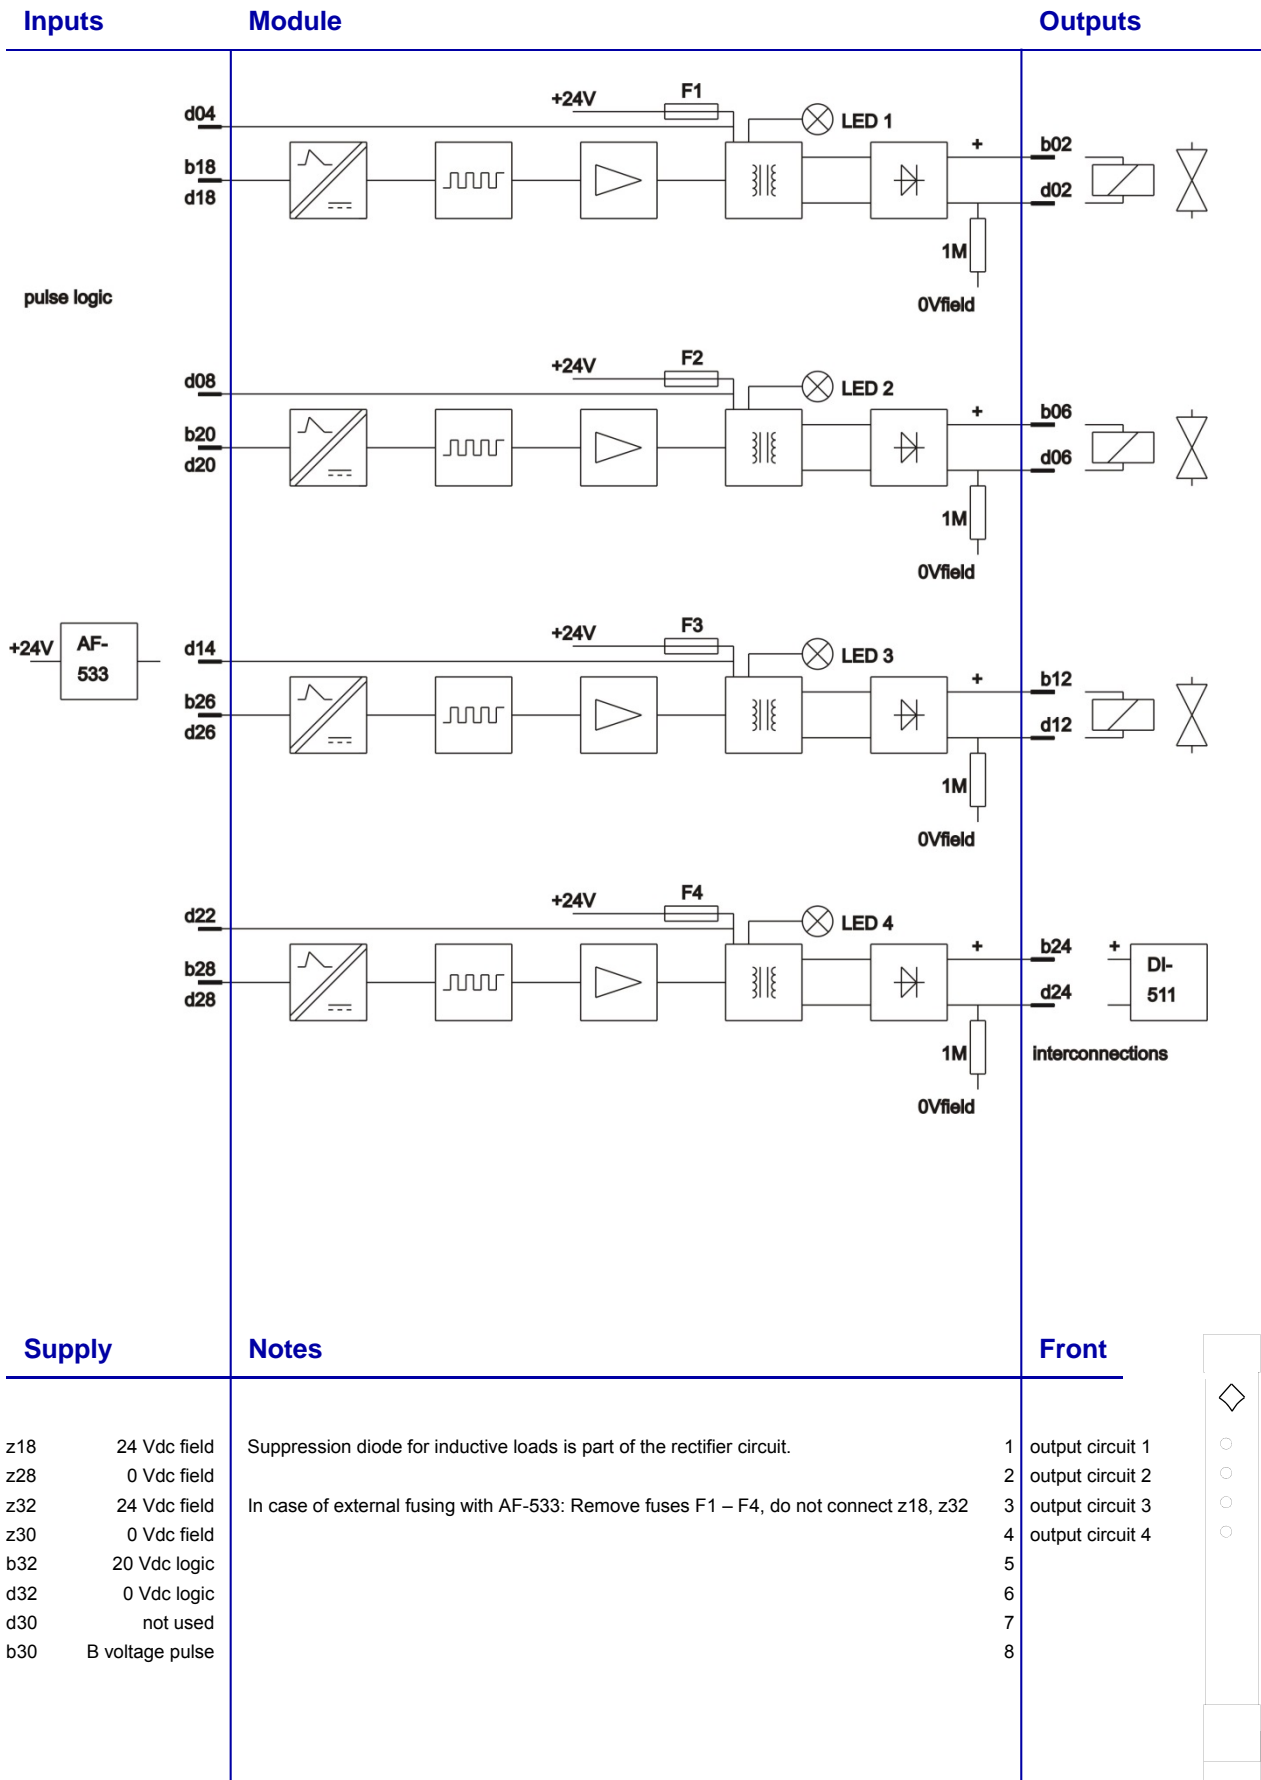 Inputs Module Outputs
+24V F1
d04 LED 1
b18 + b02
d18 d02
1M
pulse logic 0Vfield
+24V F2
d08 LED 2
b20 + b06
d20 d06
1M
0Vfield
+24V AF-533 +24V F3
d14 LED 3
b26 + b12
d26 d12
1M
0Vfield
+24V F4
d22 LED 4
b28 + b24 + DI-511
d28 d24
1M interconnections
0Vfield
Supply Notes Front
z18 24 Vdc field Suppression diode for inductive loads is part of the rectifier circuit. 1 output circuit 1
z28 0 Vdc field 2 output circuit 2
z32 24 Vdc field In case of external fusing with AF-533: Remove fuses F1 – F4, do not connect z18, z32 3 output circuit 3
z30 0 Vdc field 4 output circuit 4
b32 20 Vdc logic 5
d32 0 Vdc logic 6
d30 not used 7
b30 B voltage pulse 8